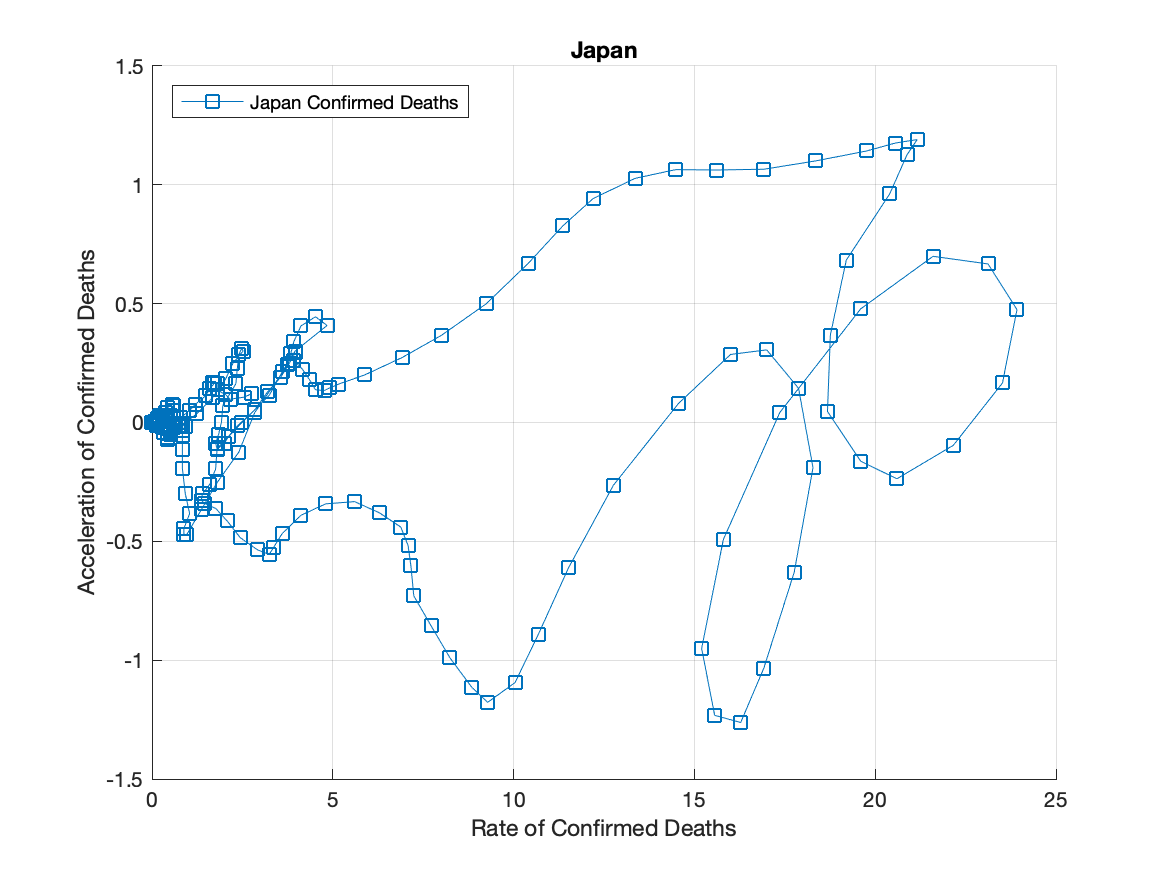 Japan
1.5
Japan Confirmed Deaths
1
0.5
0
-0.5
-1
-1.5
Acceleration of Confirmed Deaths
0 5 10 15 20 25
Rate of Confirmed Deaths